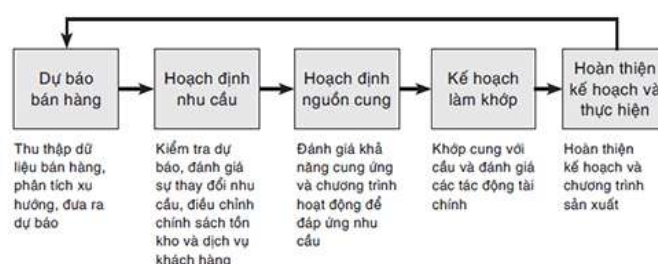 Dự báo
bán hàng
Hoạch định
nhu cầu
Hoạch định
nguồn cung
Kế hoạch
làm khớp
Hoàn thiện
kế hoạch và
thực hiện
Thu thập dữ
liệu bán hàng,
phân tích xu
hướng, đưa ra
dự báo
Kiểm tra dự
báo, đánh giá
sự thay đổi nhu
cầu, điều chỉnh
chính sách tồn
kho và dịch vụ
khách hàng
Đánh giá khả
năng cung ứng
và chương trình
hoạt động để
đáp ứng nhu
cầu
Khớp cung với
cầu và đánh giá
các tác động tài
chính
Hoàn thiện
kế hoạch và
chương trình
sản xuất